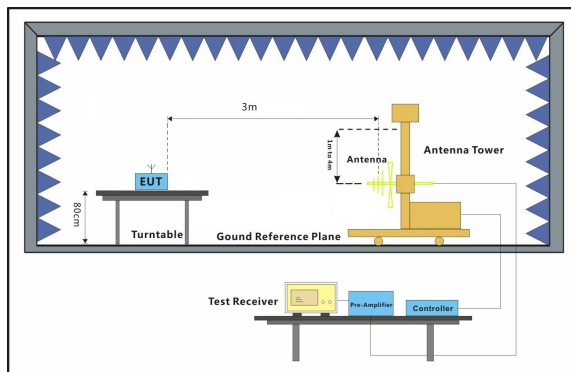 3m
1m to 4m
Antenna
Antenna Tower
EUT
80cm
Turntable
Gound Reference Plane
Test Receiver
Pre-Amplifier
Controller